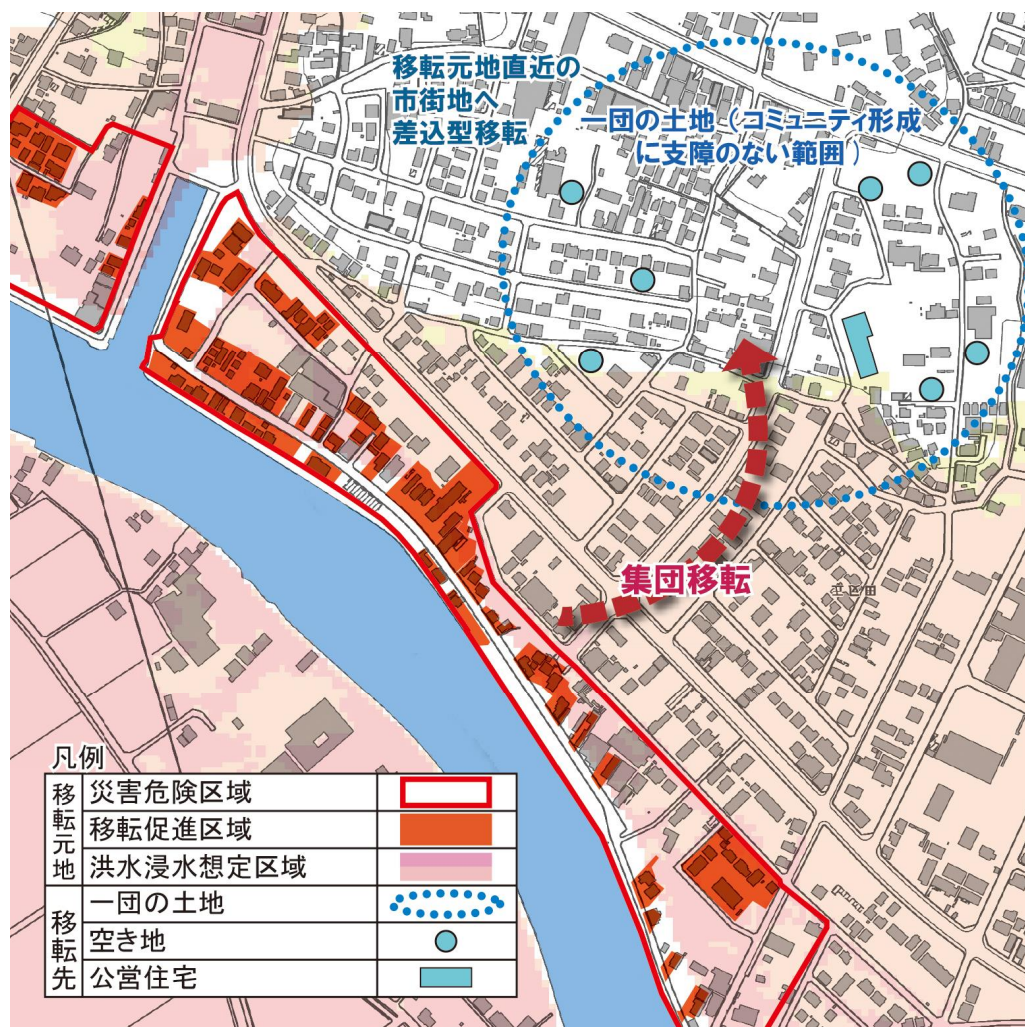 移転元地直近の
市街地へ
差込型移転
一団の土地（コミュニティ形成
に支障のない範囲）
集団移転
凡例
移転元地
災害危険区域
移転促進区域
洪水浸水想定区域
移転先
一団の土地
空き地
公営住宅